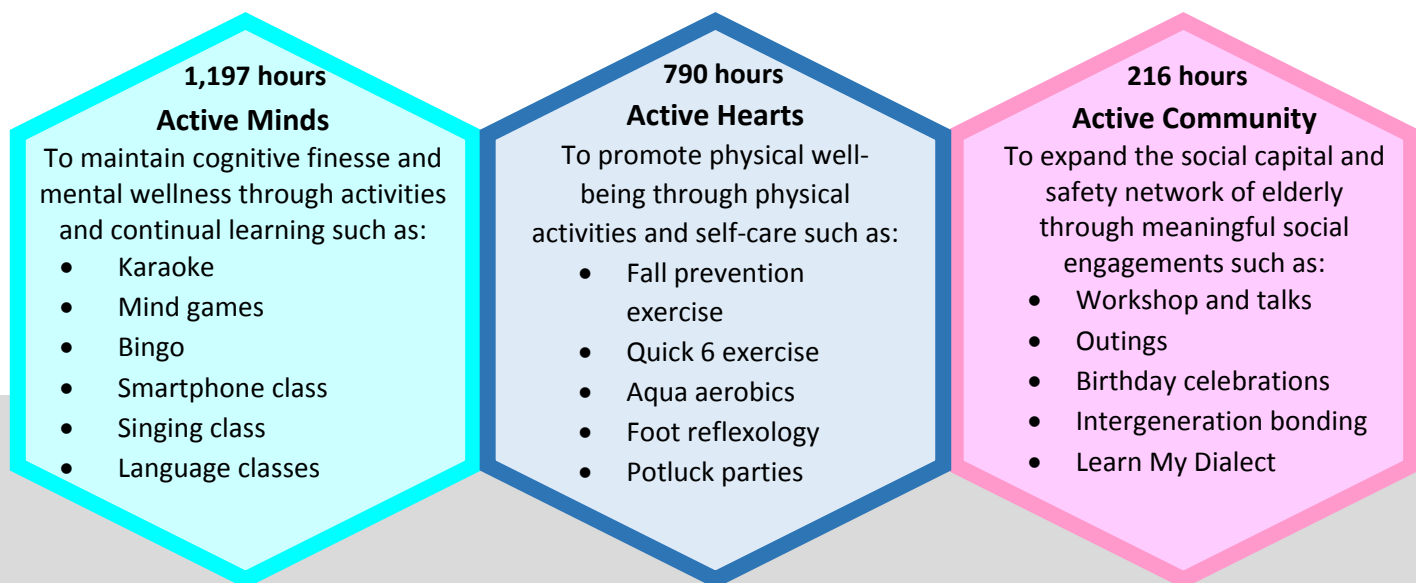 1,197 hours
Active Minds
To maintain cognitive finesse and
mental wellness through activities
and continual learning such as:
• Karaoke
• Mind games
• Bingo
• Smartphone class
• Singing class
• Language classes
790 hours
Active Hearts
To promote physical well-
being through physical
activities and self-care such as:
• Fall prevention
exercise
• Quick 6 exercise
• Aqua aerobics
• Foot reflexology
• Potluck parties
216 hours
Active Community
To expand the social capital and
safety network of elderly
through meaningful social
engagements such as:
• Workshop and talks
• Outings
• Birthday celebrations
• Intergeneration bonding
• Learn My Dialect